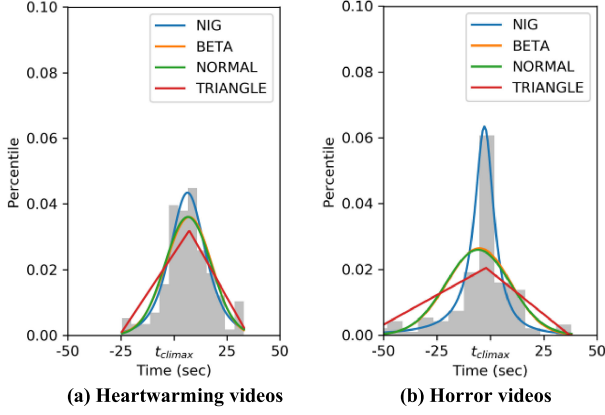 0.10
0.08
0.06
0.04
0.02
0.00
Percentile
NIG
BETA
NORMAL
TRIANGLE
-50 -25 t_climax 25 50
Time (sec)
(a) Heartwarming videos
0.10
0.08
0.06
0.04
0.02
0.00
Percentile
NIG
BETA
NORMAL
TRIANGLE
-50 -25 t_climax 25 50
Time (sec)
(b) Horror videos